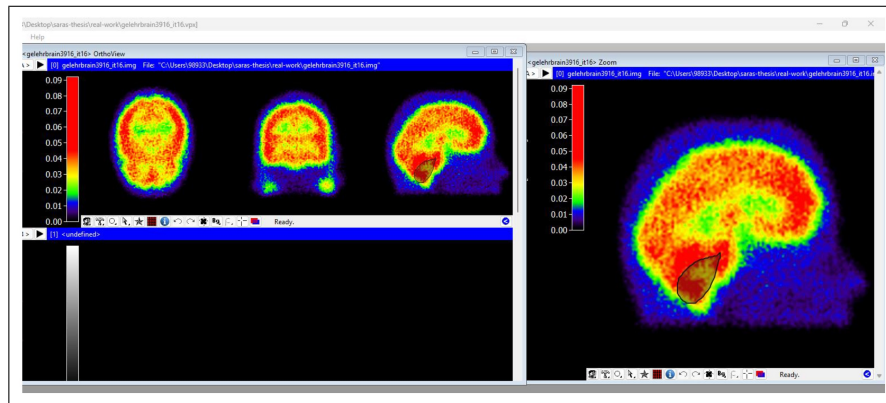 \Desktop\saras-thesis\real-work\gelehrbrain3916_it16.vpx]
Help
<gelehrbrain3916_it16> OrthoView
[0] gelehrbrain3916_it16.img File: "C:\Users\98933\Desktop\saras-thesis\real-work\gelehrbrain3916_it16.img"
0.09
0.08
0.07
0.06
0.05
0.04
0.03
0.02
0.01
0.00
Ready.
[1] <undefined>
<gelehrbrain3916_it16> Zoom
[0] gelehrbrain3916_it16.img File: "C:\Users\98933\Desktop\saras-thesis\real-work\gelehrbrain3916_it16.i
0.09
0.08
0.07
0.06
0.05
0.04
0.03
0.02
0.01
0.00
Ready.